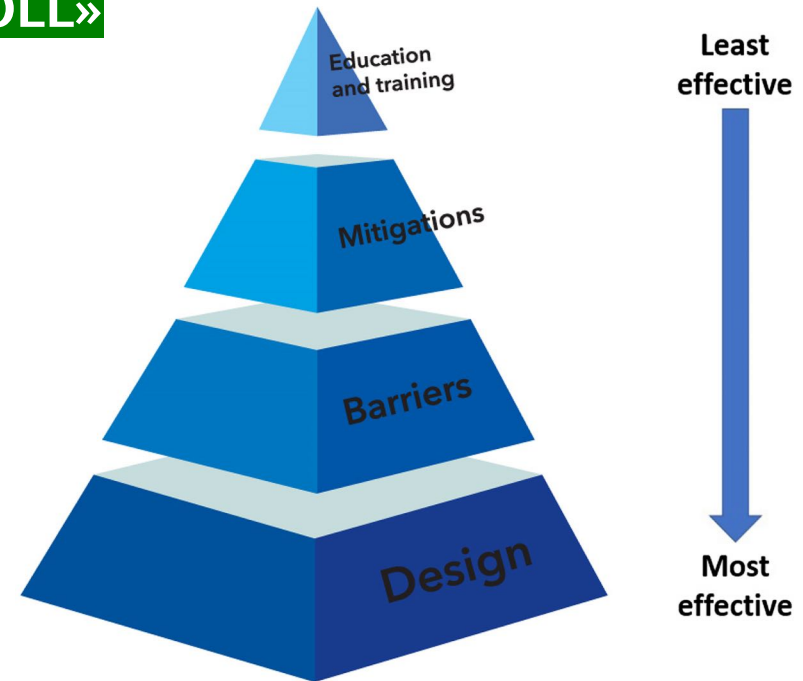 Education
and training
Mitigations
Barriers
Design
Least
effective
Most
effective